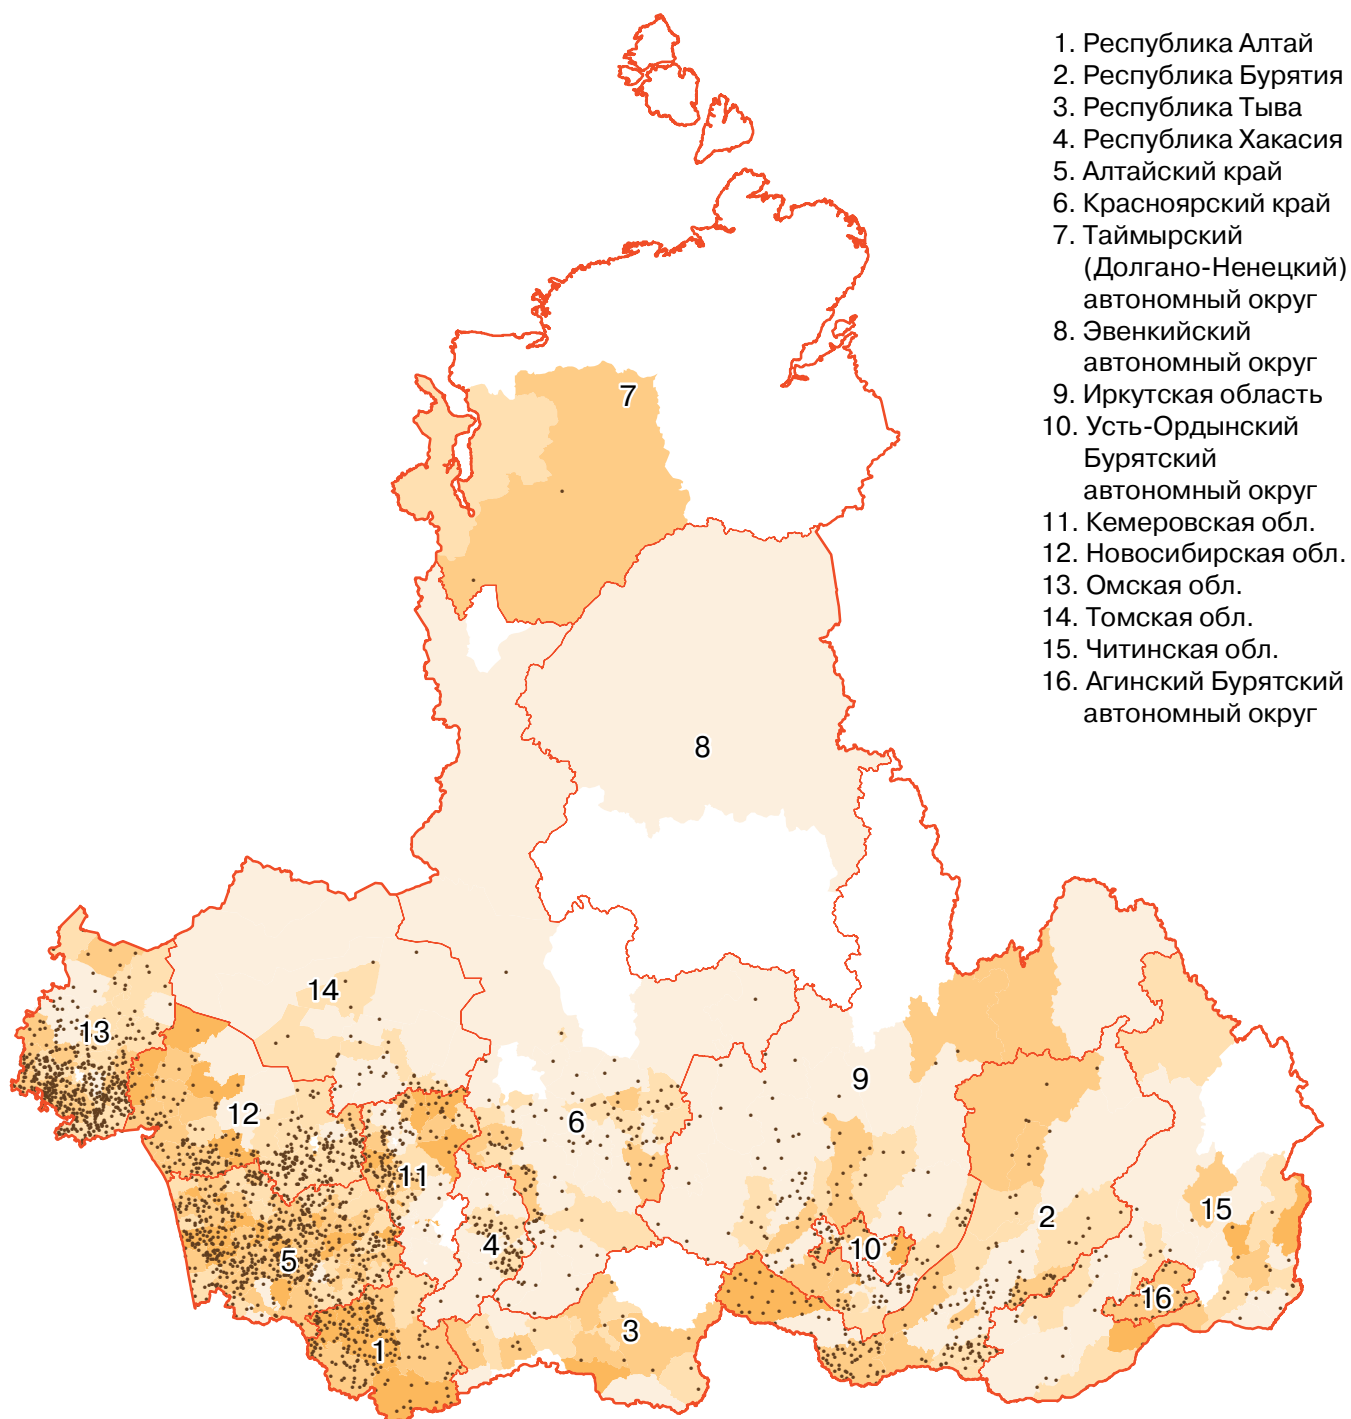 1. Республика Алтай
2. Республика Бурятия
3. Республика Тыва
4. Республика Хакасия
5. Алтайский край
6. Красноярский край
7. Таймырский
(Долгано-Ненецкий)
автономный округ
8. Эвенкийский
автономный округ
9. Иркутская область
10. Усть-Ордынский
Бурятский
автономный округ
11. Кемеровская обл.
12. Новосибирская обл.
13. Омская обл.
14. Томская обл.
15. Читинская обл.
16. Агинский Бурятский
автономный округ
7
8
14
13
9
12
6
11
15
2
4
10
5
16
3
1